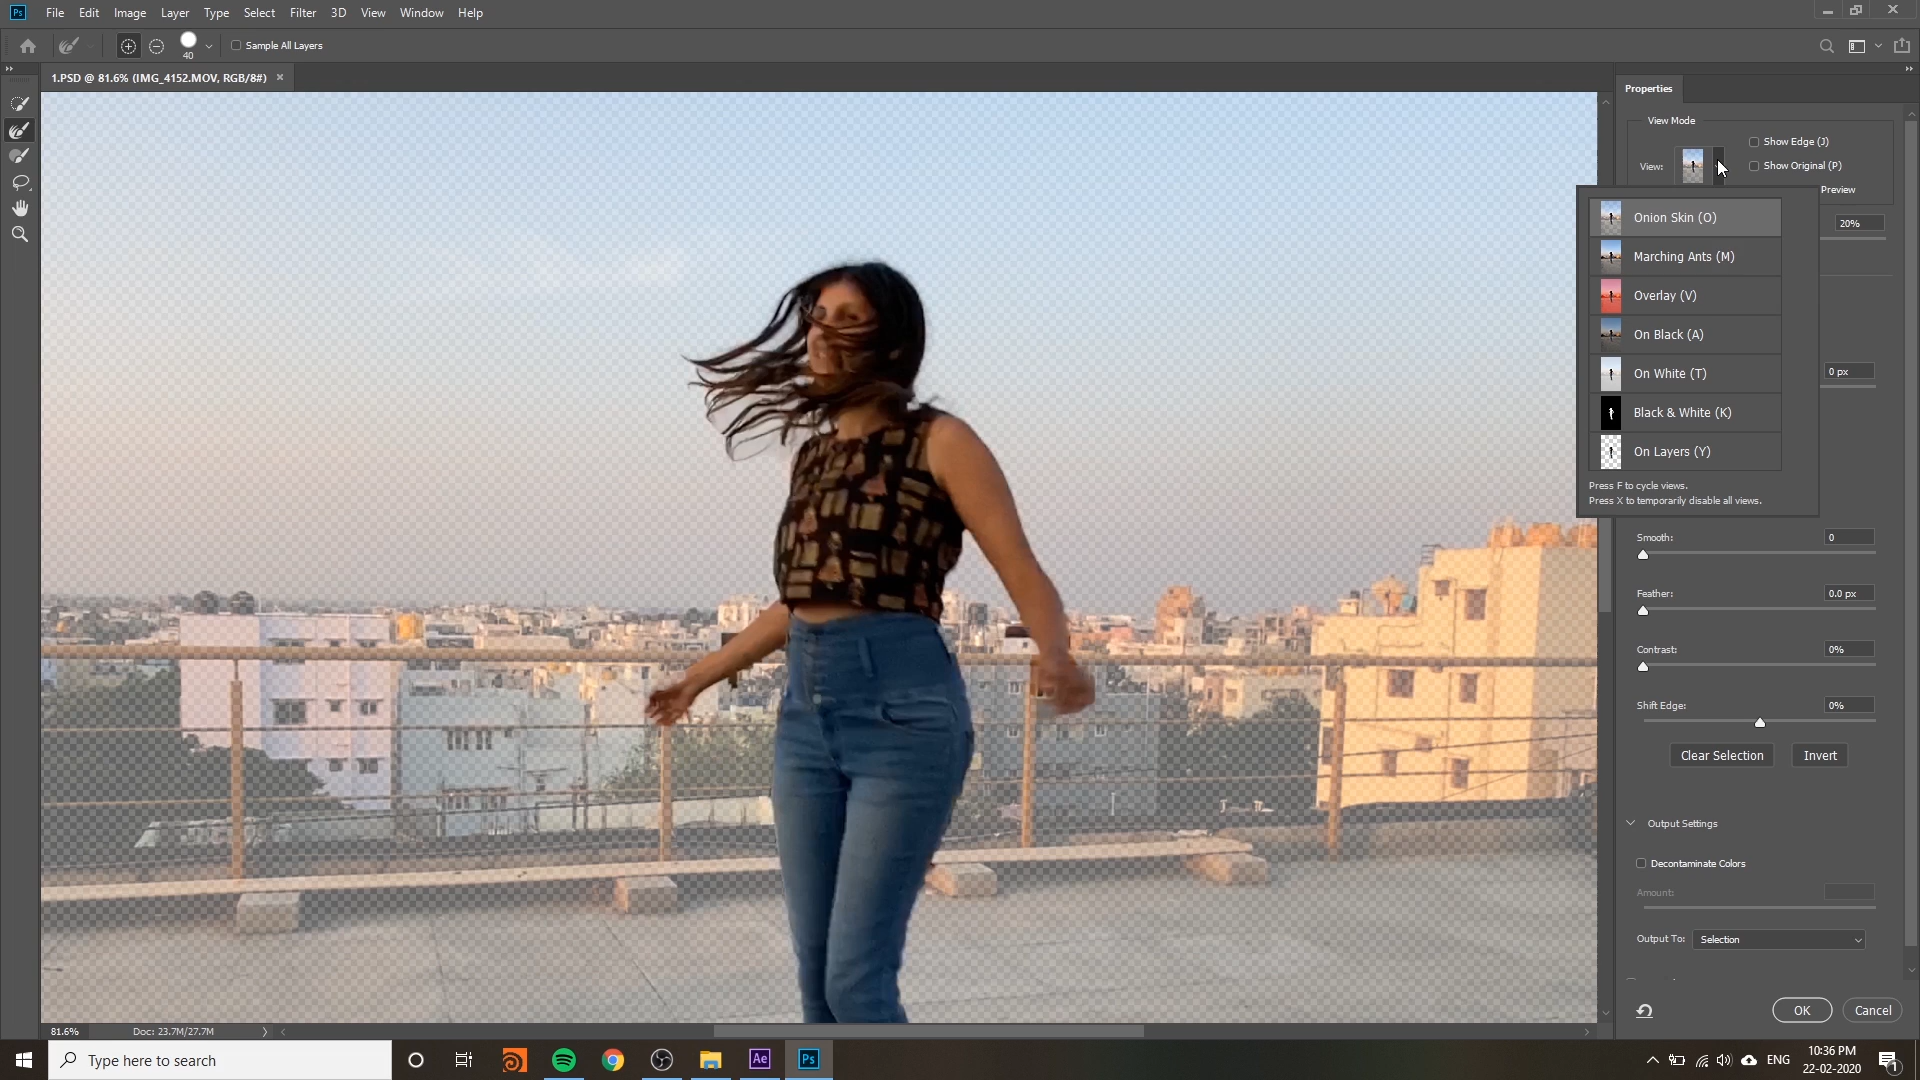 Ps File Edit Image Layer Type Select Filter 3D View Window Help
40 Sample All Layers
1.PSD @ 81.6% (IMG_4152.MOV, RGB/8#)
Properties
View Mode
Show Edge (J)
View: Show Original (P)
Preview
Onion Skin (O) 20%
Marching Ants (M)
Overlay (V)
On Black (A)
On White (T) 0 px
Black & White (K)
On Layers (Y)
Press F to cycle views.
Press X to temporarily disable all views.
Smooth: 0
Feather: 0.0 px
Contrast: 0%
Shift Edge: 0%
Clear Selection Invert
Output Settings
Decontaminate Colors
Amount:
Output To: Selection
OK Cancel
81.6% Doc: 23.7M/27.7M
Type here to search Ae Ps ENG 10:36 PM
22-02-2020 1